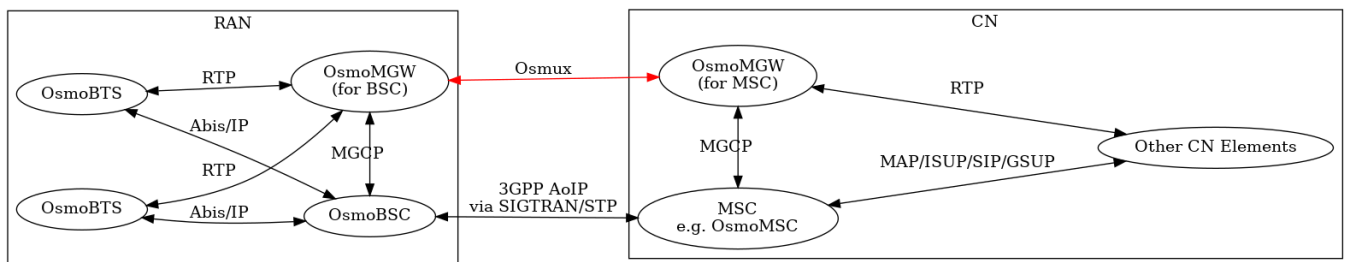 RAN
CN
OsmoBTS
RTP
OsmoMGW
(for BSC)
Osmux
OsmoMGW
(for MSC)
RTP
Abis/IP
MGCP
MGCP
Other CN Elements
RTP
MAP/ISUP/SIP/GSUP
OsmoBTS
Abis/IP
OsmoBSC
3GPP AoIP
via SIGTRAN/STP
MSC
e.g. OsmoMSC